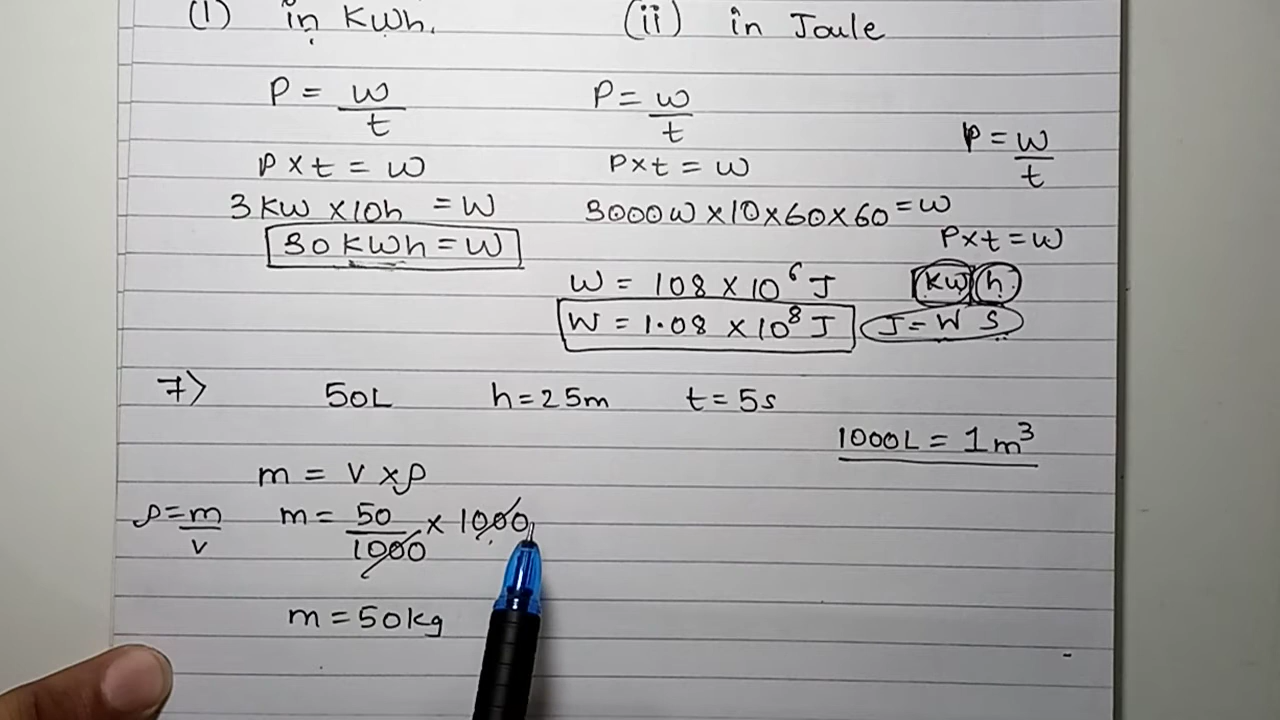 (i) in Kwh. (ii) in Joule
P = w/t P = w/t
P = w/t
P x t = W P x t = W
3 KW x 10h = W 3000W x 10 x 60 x 60 = W
P x t = W
30 KWh = W
W = 108 x 10⁶ J KW h
W = 1.08 x 10⁸ J J = W S
7) 50L h = 25m t = 5s
1000L = 1m³
m = V x ρ
ρ = m/v m = 50/1000 x 1000
m = 50kg